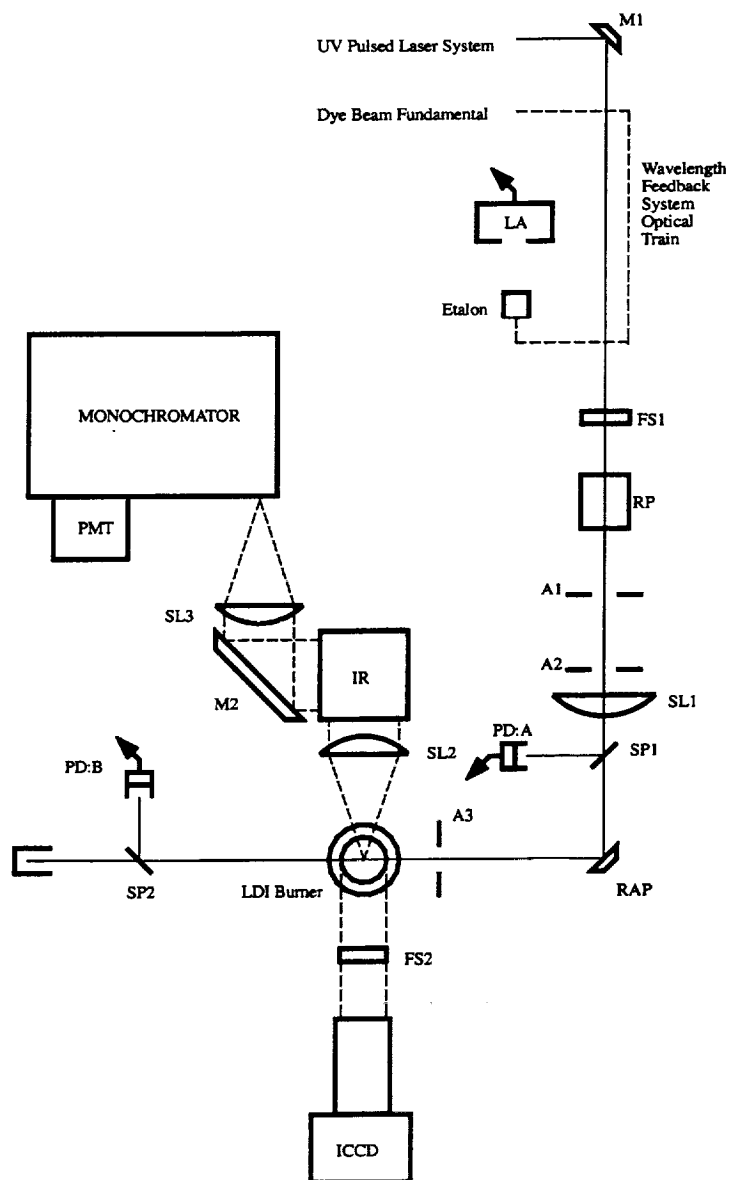 M1
UV Pulsed Laser System
Dye Beam Fundamental
Wavelength
Feedback
System
Optical
Train
LA
Etalon
MONOCHROMATOR
FS1
PMT
RP
A1
SL3
IR
A2
M2
SL1
PD:A
SL2
SP1
PD:B
A3
SP2
LDI Burner
RAP
FS2
ICCD